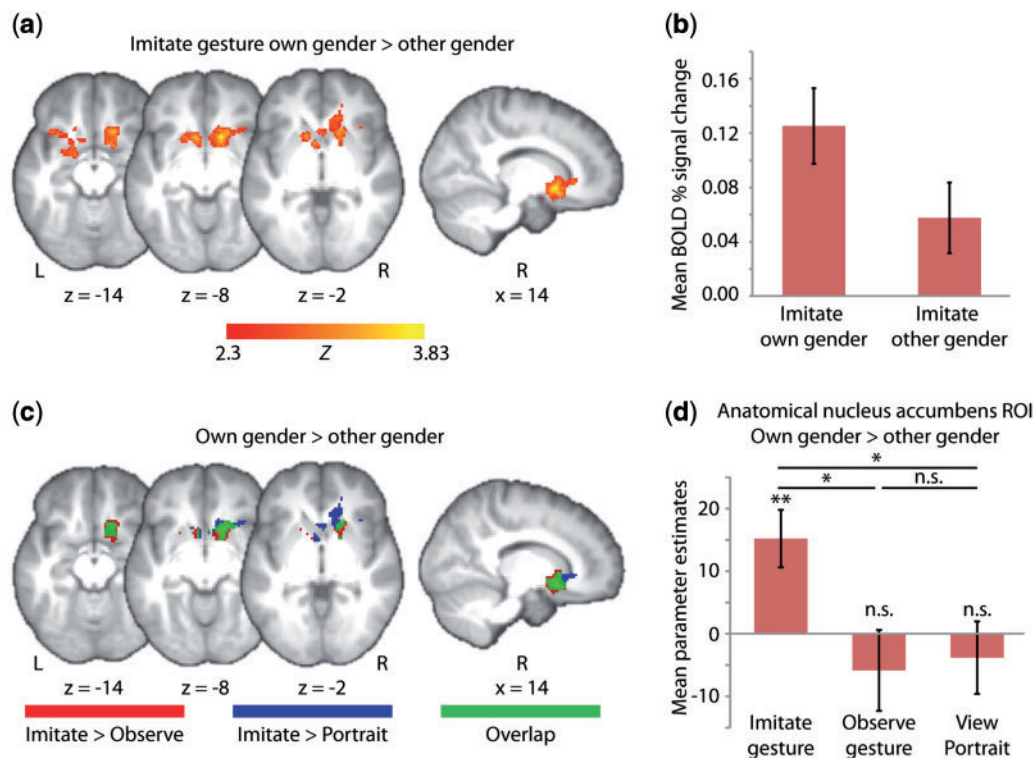 (a)
Imitate gesture own gender > other gender
L
R
R
z = -14
z = -8
z = -2
x = 14
2.3
Z
3.83
(b)
Mean BOLD % signal change
0.16
0.12
0.08
0.04
0.00
Imitate
own gender
Imitate
other gender
(c)
Own gender > other gender
L
R
R
z = -14
z = -8
z = -2
x = 14
Imitate > Observe
Imitate > Portrait
Overlap
(d)
Anatomical nucleus accumbens ROI
Own gender > other gender
Mean parameter estimates
*
*
n.s.
**
n.s.
n.s.
20
10
0
-10
Imitate
gesture
Observe
gesture
View
Portrait